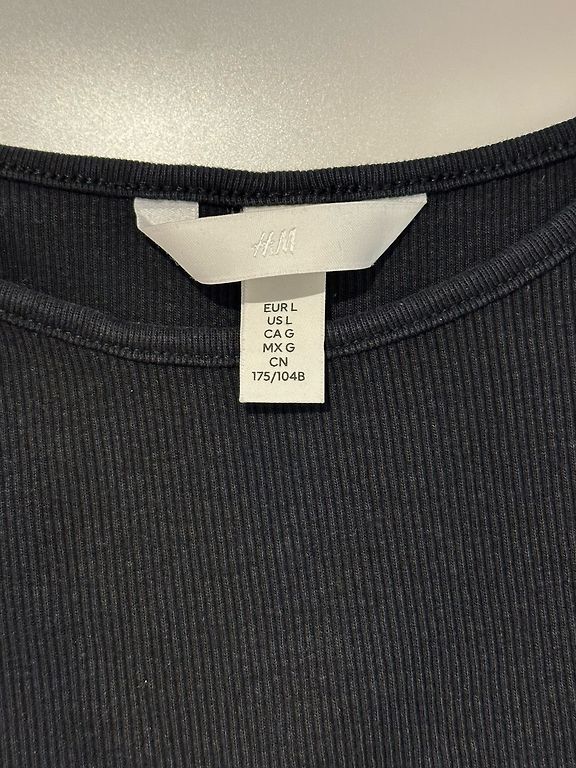 H&M
EUR L
US L
CA G
MX G
CN
175/104B